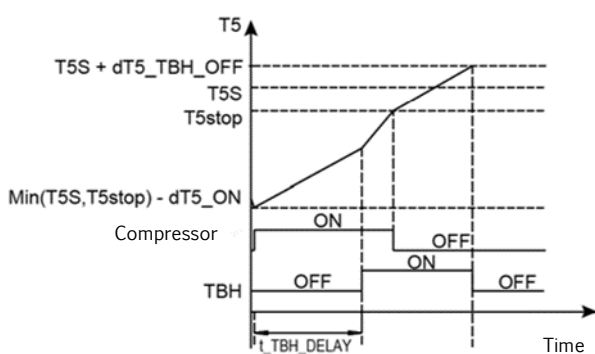 T5
T5S + dT5_TBH_OFF
T5S
T5stop
Min(T5S,T5stop) - dT5_ON
Compressor
ON
OFF
TBH
OFF
ON
OFF
t_TBH_DELAY
Time